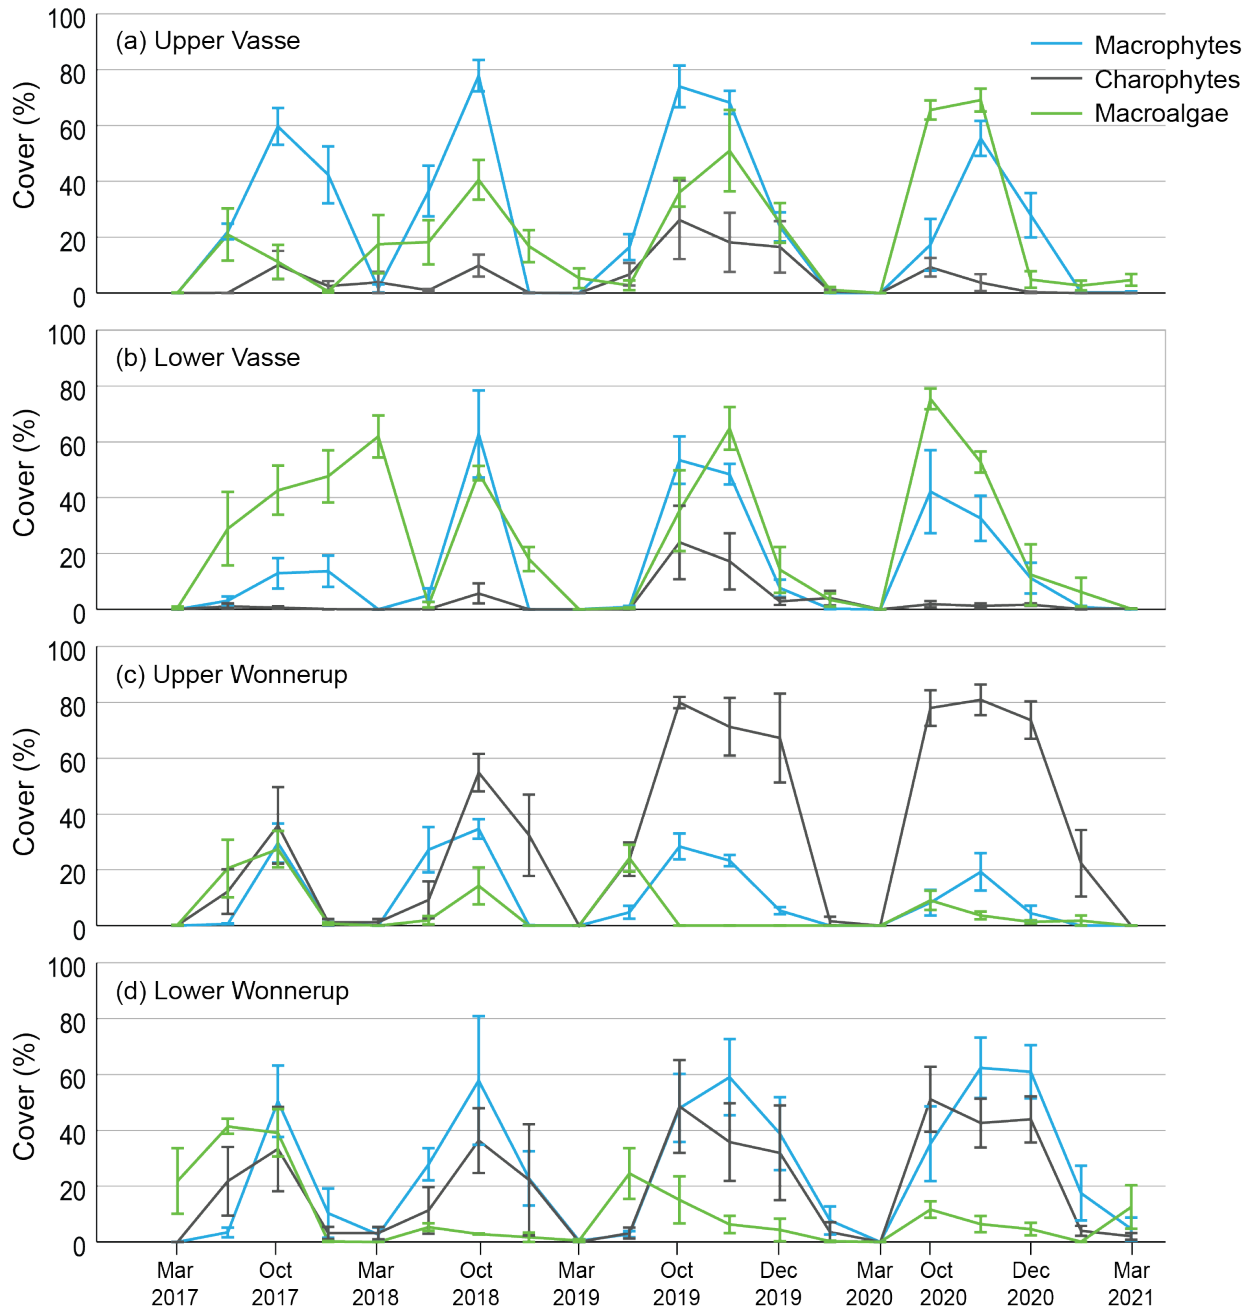 (a) Upper Vasse
Macrophytes
Charophytes
Macroalgae
Cover (%)
100
80
60
40
20
0
(b) Lower Vasse
Cover (%)
100
80
60
40
20
0
(c) Upper Wonnerup
Cover (%)
100
80
60
40
20
0
(d) Lower Wonnerup
Cover (%)
100
80
60
40
20
0
Mar Oct Mar Oct Mar Oct Dec Mar Oct Dec Mar
2017 2017 2018 2018 2019 2019 2019 2020 2020 2020 2021